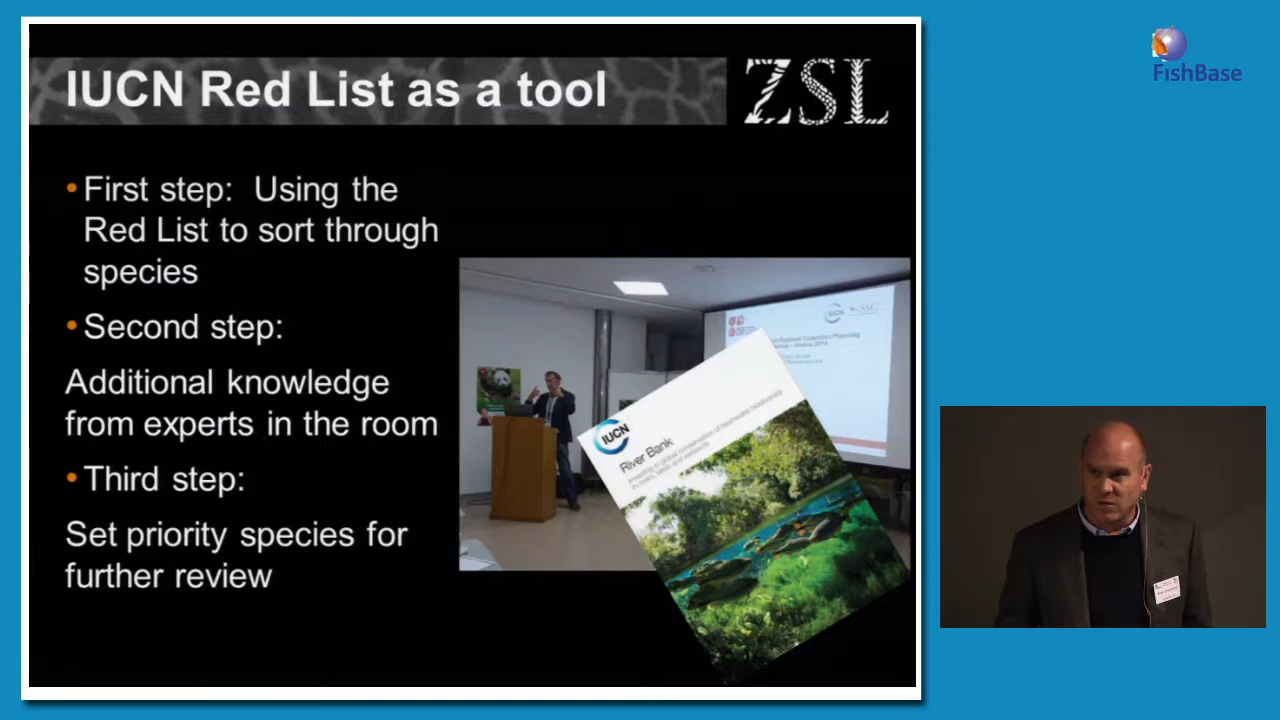 IUCN Red List as a tool
ZSL
FishBase
•First step: Using the
Red List to sort through
species
•Second step:
Additional knowledge
from experts in the room
•Third step:
Set priority species for
further review
IUCN
IUCN
River Bank